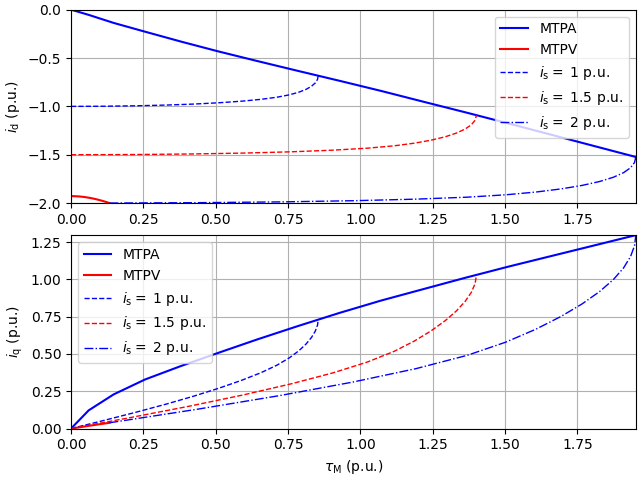 0.0
−0.5
−1.0
−1.5
−2.0
i_d (p.u.)
MTPA
MTPV
i_s = 1 p.u.
i_s = 1.5 p.u.
i_s = 2 p.u.
0.00 0.25 0.50 0.75 1.00 1.25 1.50 1.75
1.25
1.00
0.75
0.50
0.25
0.00
i_q (p.u.)
MTPA
MTPV
i_s = 1 p.u.
i_s = 1.5 p.u.
i_s = 2 p.u.
0.00 0.25 0.50 0.75 1.00 1.25 1.50 1.75
τ_M (p.u.)